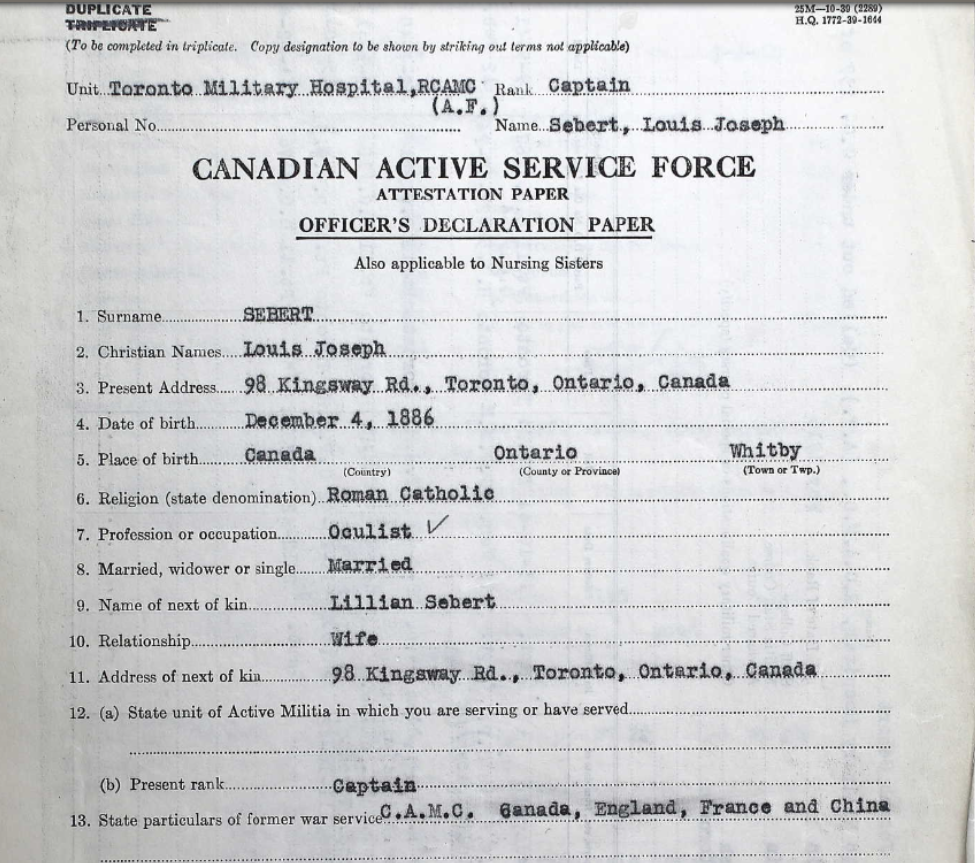 DUPLICATE
TRIPLICATE
25M—10-39 (2289)
H.Q. 1772-39-1644
(To be completed in triplicate. Copy designation to be shown by striking out terms not applicable)
Unit Toronto Military Hospital, RCAMC Rank Captain
(A.F.)
Personal No. Name Sebert, Louis Joseph
CANADIAN ACTIVE SERVICE FORCE
ATTESTATION PAPER
OFFICER'S DECLARATION PAPER
Also applicable to Nursing Sisters
1. Surname SEBERT
2. Christian Names Louis Joseph
3. Present Address 98 Kingsway Rd., Toronto, Ontario, Canada
4. Date of birth December 4, 1886
5. Place of birth Canada Ontario Whitby
(Country) (County or Province) (Town or Twp.)
6. Religion (state denomination) Roman Catholic
7. Profession or occupation Oculist ✓
8. Married, widower or single Married
9. Name of next of kin Lillian Sebert
10. Relationship Wife
11. Address of next of kin 98 Kingsway Rd., Toronto, Ontario, Canada
12. (a) State unit of Active Militia in which you are serving or have served
(b) Present rank Captain
13. State particulars of former war service C.A.M.C. Canada, England, France and China